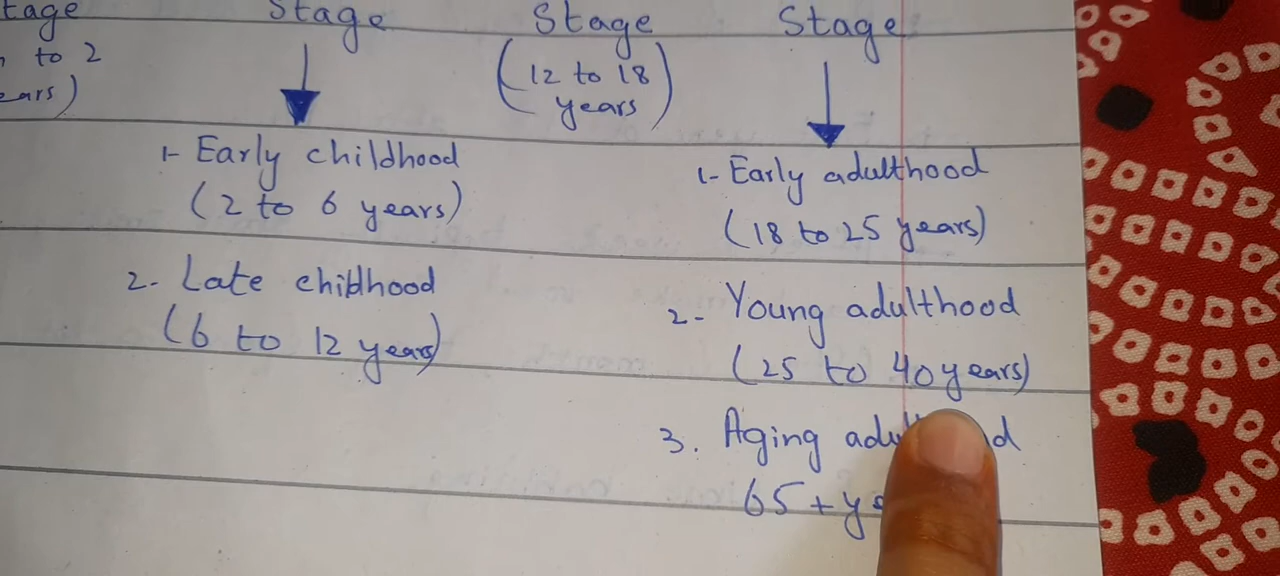 tage Stage Stage Stage
to 2 (12 to 18
ears) years)
1- Early childhood 1- Early adulthood
(2 to 6 years) (18 to 25 years)
2. Late childhood 2- Young adulthood
(6 to 12 years) (25 to 40 years)
3. Aging
65+